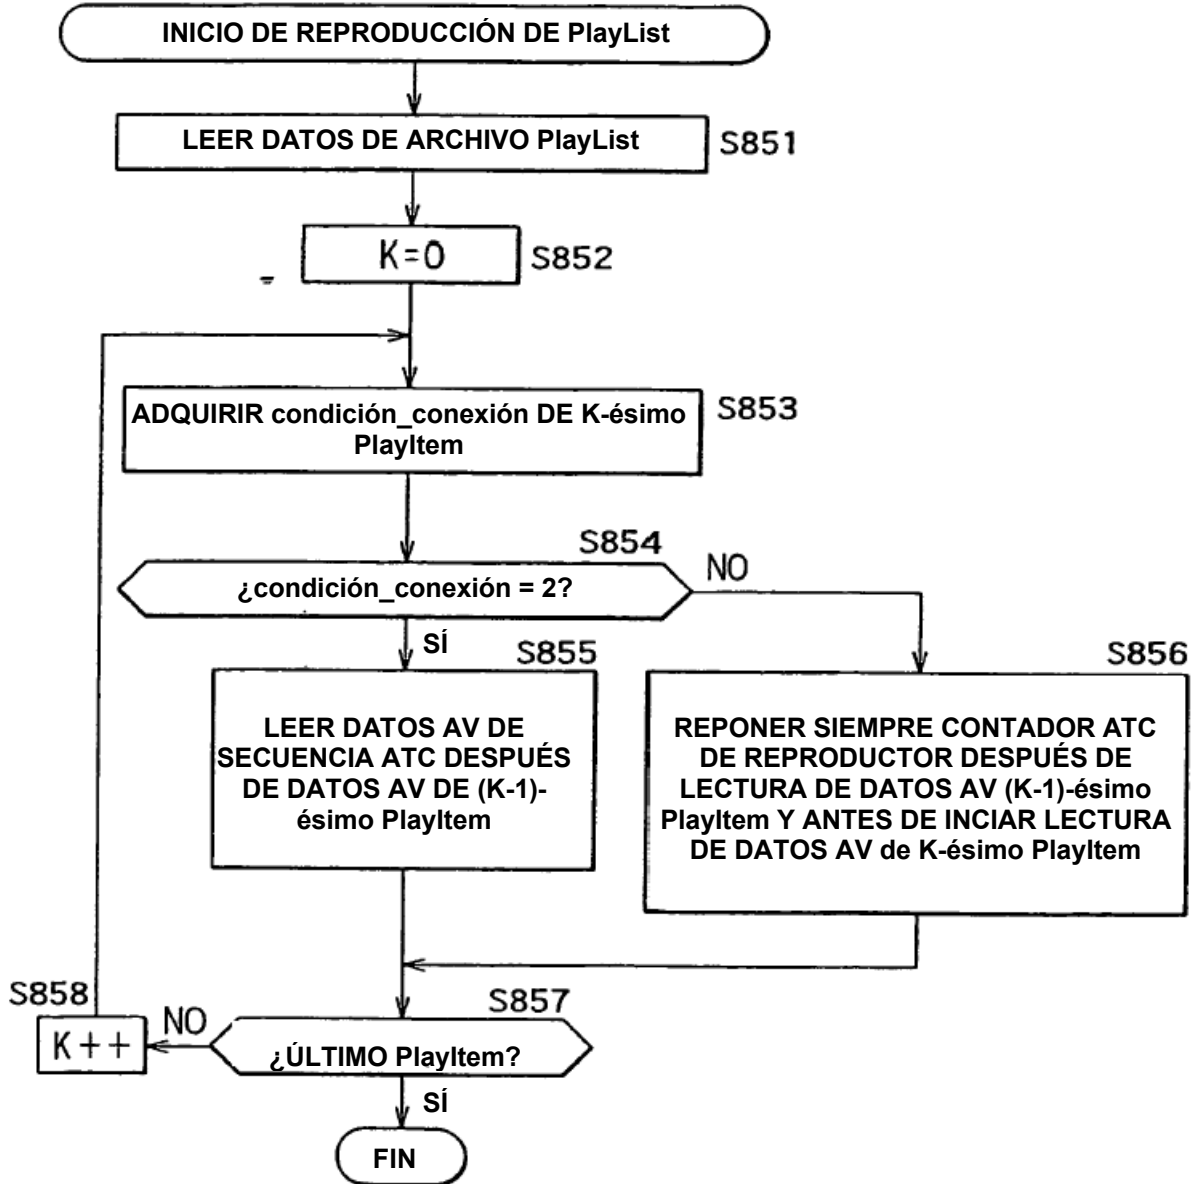 INICIO DE REPRODUCCIÓN DE PlayList
LEER DATOS DE ARCHIVO PlayList
S851
K=0
S852
ADQUIRIR condición_conexión DE K-ésimo
PlayItem
S853
S854
¿condición_conexión = 2?
NO
SÍ
S855
LEER DATOS AV DE
SECUENCIA ATC DESPUÉS
DE DATOS AV DE (K-1)-
ésimo PlayItem
S856
REPONER SIEMPRE CONTADOR ATC
DE REPRODUCTOR DESPUÉS DE
LECTURA DE DATOS AV (K-1)-ésimo
PlayItem Y ANTES DE INCIAR LECTURA
DE DATOS AV de K-ésimo PlayItem
S857
¿ÚLTIMO PlayItem?
NO
S858
K++
SÍ
FIN